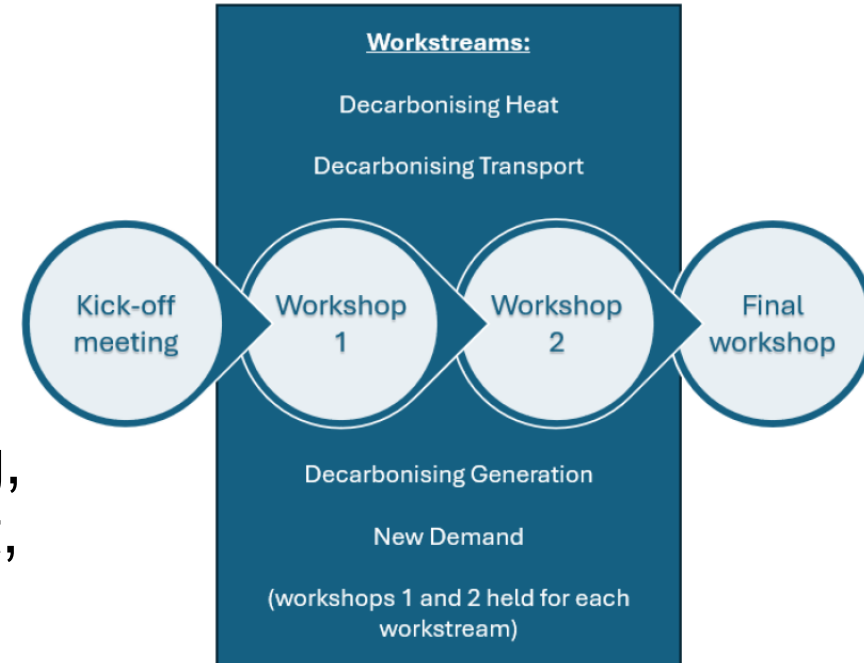 Workstreams:
Decarbonising Heat
Decarbonising Transport
Kick-off
meeting
Workshop
1
Workshop
2
Final
workshop
Decarbonising Generation
New Demand
(workshops 1 and 2 held for each
workstream)